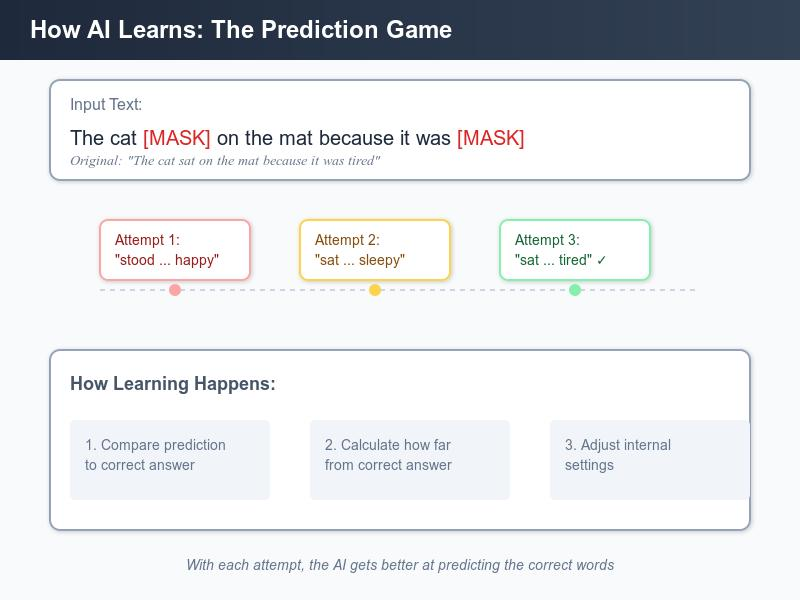 How AI Learns: The Prediction Game
Input Text:
The cat [MASK] on the mat because it was [MASK]
Original: "The cat sat on the mat because it was tired"
Attempt 1:
"stood ... happy"
Attempt 2:
"sat ... sleepy"
Attempt 3:
"sat ... tired" ✓
How Learning Happens:
1. Compare prediction
to correct answer
2. Calculate how far
from correct answer
3. Adjust internal
settings
With each attempt, the AI gets better at predicting the correct words